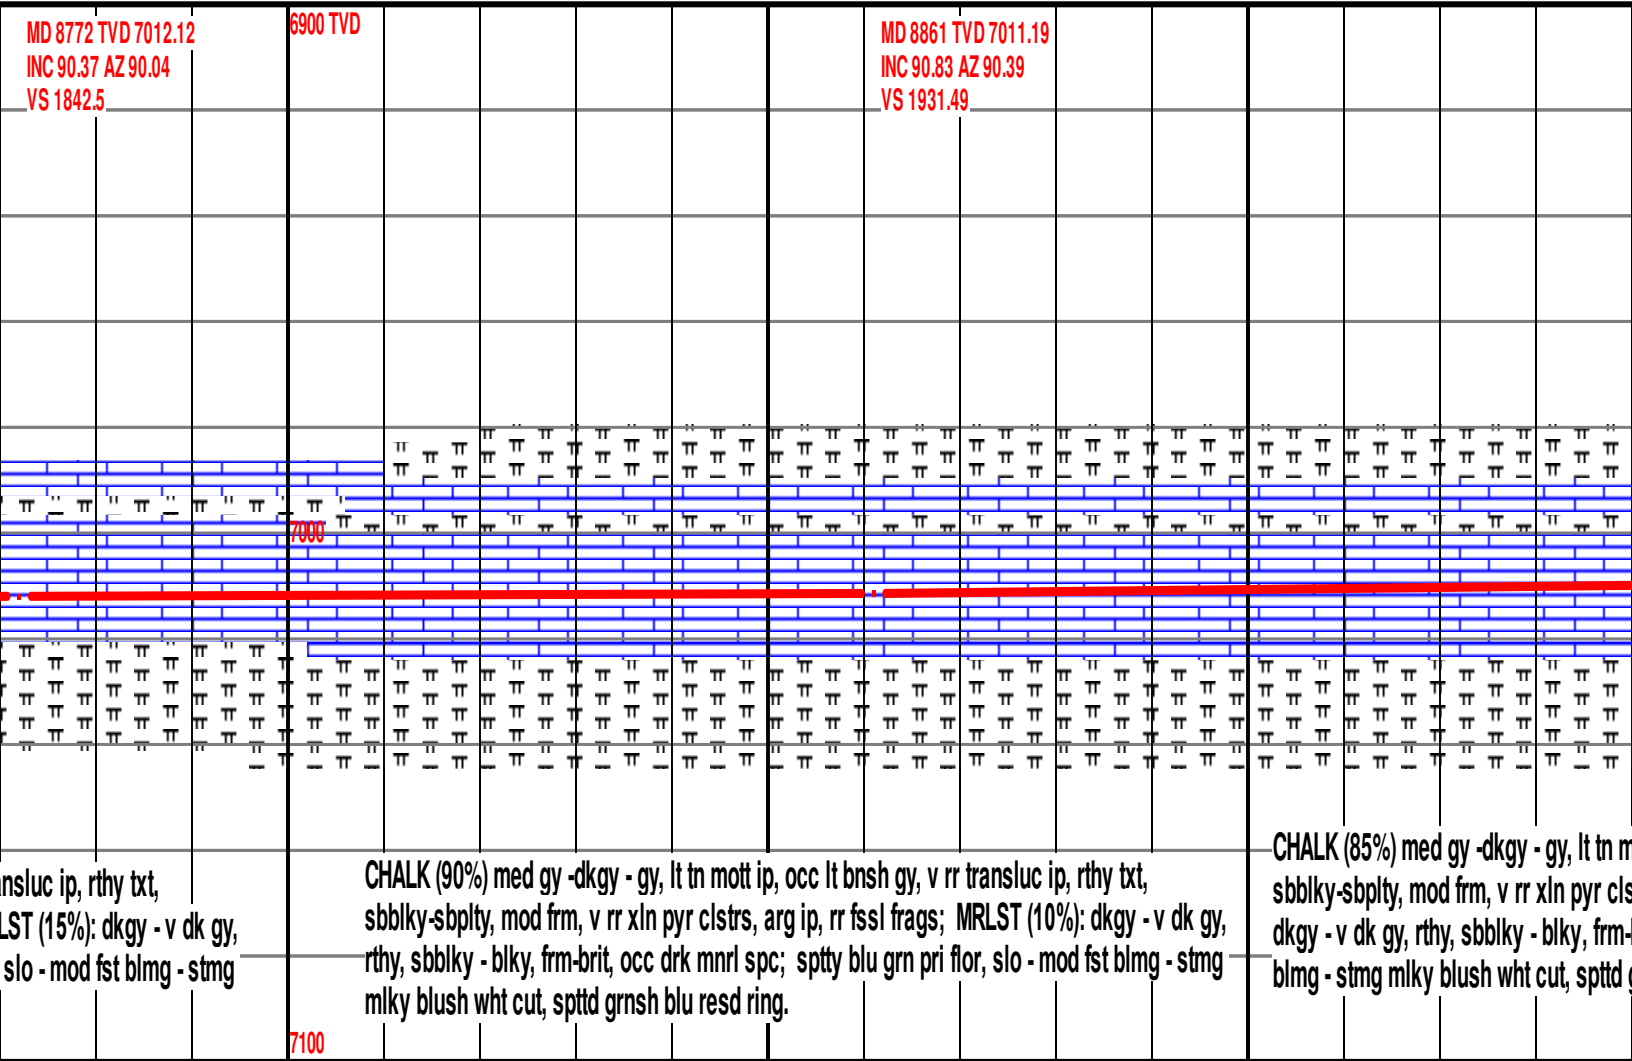 MD 8772 TVD 7012.12
INC 90.37 AZ 90.04
VS 1842.5
6900 TVD
MD 8861 TVD 7011.19
INC 90.83 AZ 90.39
VS 1931.49
7000
ip, rthy txt,
(15%): dkgy - v dk gy,
slo - mod fst blmg - stmg
CHALK (90%) med gy -dkgy - gy, lt tn mott ip, occ lt bnsh gy, v rr transluc ip, rthy txt,
sbblky-sbplty, mod frm, v rr xln pyr clstrs, arg ip, rr fssl frags; MRLST (10%): dkgy - v dk gy,
rthy, sbblky - blky, frm-brit, occ drk mnrl spc; sptty blu grn pri flor, slo - mod fst blmg - stmg
mlky blush wht cut, spttd grnsh blu resd ring.
CHALK (85%) med gy -dkgy - gy, lt tn
sbblky-sbplty, mod frm, v rr xln pyr
dkgy - v dk gy, rthy, sbblky - blky,
blmg - stmg mlky blush wht cut, spttd
7100